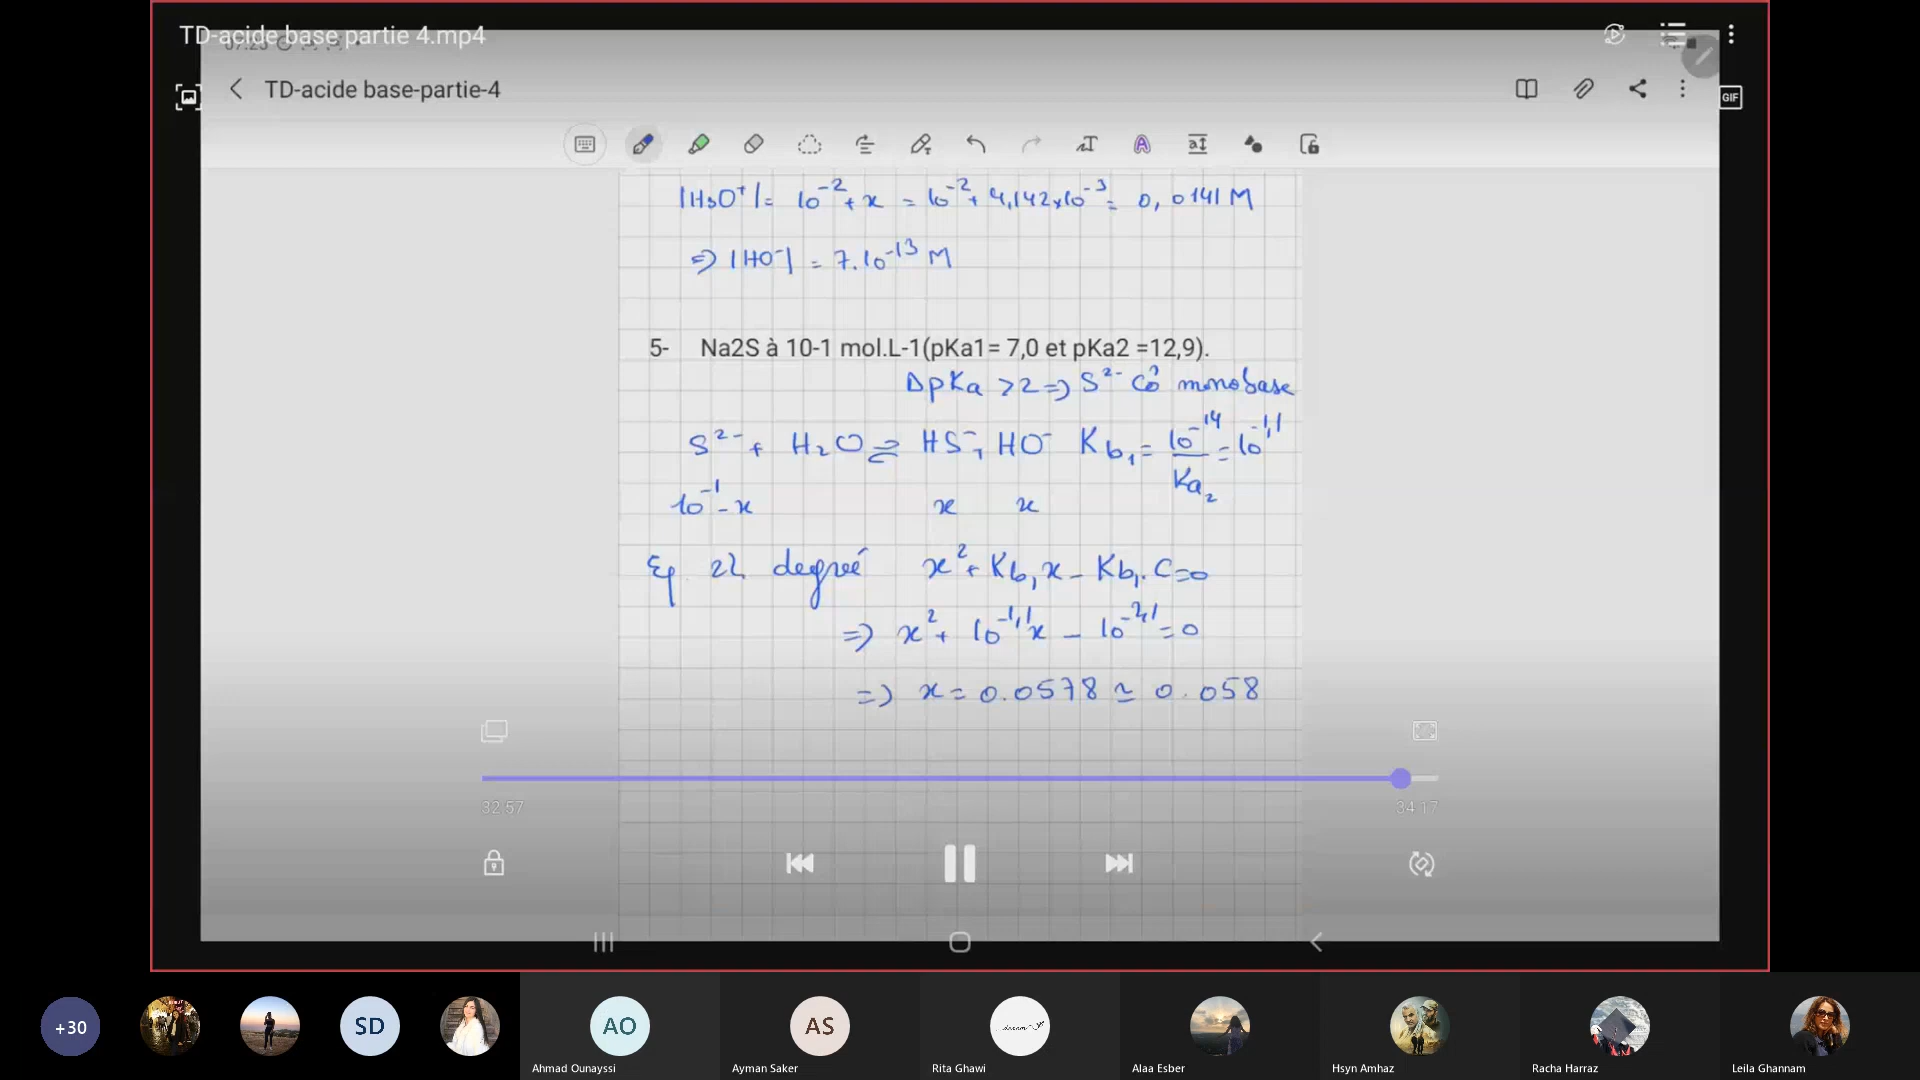 TD-acide base partie 4.mp4
TD-acide base-partie-4
GIF
|H3O⁺| = 10⁻² + x = 10⁻² + 4,142x10⁻³ = 0,0141 M
=> |HO⁻| = 7.10⁻¹³ M
5- Na2S à 10-1 mol.L-1(pKa1= 7,0 et pKa2 =12,9).
ΔpKa >2 => S²⁻ monobase
S²⁻ + H₂O ⇌ HS⁻ + HO⁻ Kb₁ = 10⁻¹⁴/Ka₂ = 10⁻¹,¹
10⁻¹ - x x x
degré x² + Kb₁x - Kb₁.C = 0
=> x² + 10⁻¹,¹x - 10⁻²,¹ = 0
=> x = 0.0578 ≃ 0.058
32:57
34:17
+30
SD
AO
AS
dream
Ahmad Ounayssi
Ayman Saker
Rita Ghawi
Alaa Esber
Hsyn Amhaz
Racha Harraz
Leila Ghannam